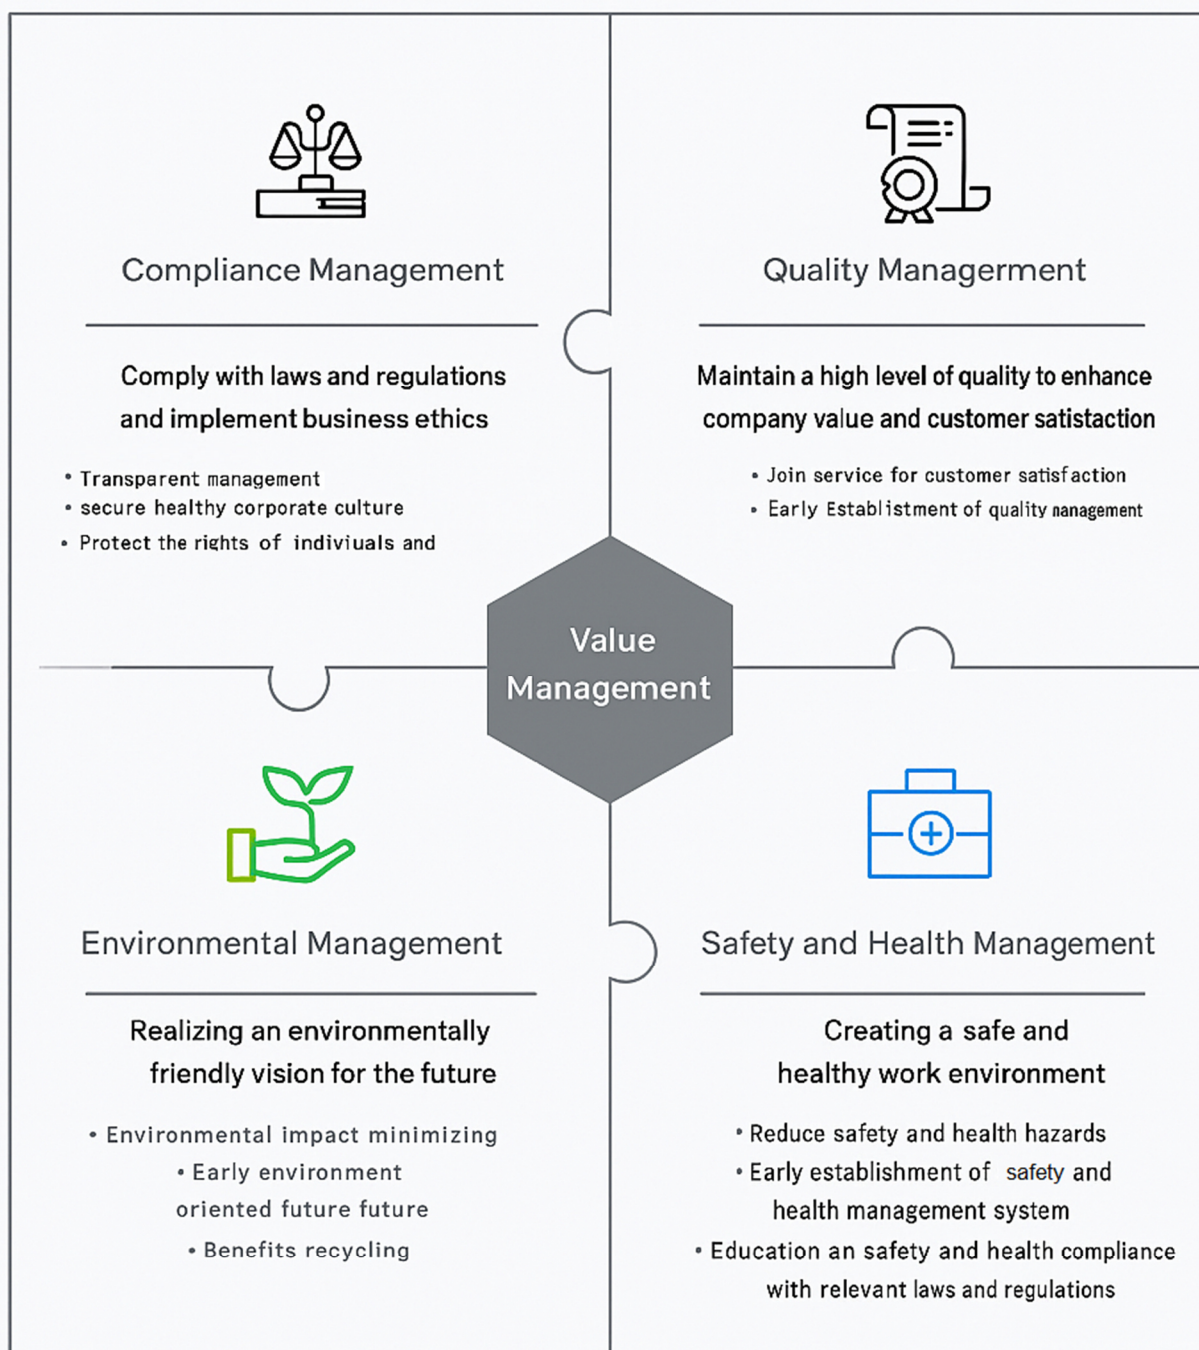 Compliance Management
Comply with laws and regulations
and implement business ethics
• Transparent management
• secure healthy corporate culture
• Protect the rights of indiviuals and
Quality Managerment
Maintain a high level of quality to enhance
company value and customer satistaction
• Join service for customer satisfaction
• Early Establistment of quality nanagement
Value
Management
Environmental Management
Realizing an environmentally
friendly vision for the future
• Environmental impact minimizing
• Early environment
oriented future future
• Benefits recycling
Safety and Health Management
Creating a safe and
healthy work environment
• Reduce safety and health hazards
• Early establishment of safety and
health management system
• Education an safety and health compliance
with relevant laws and regulations